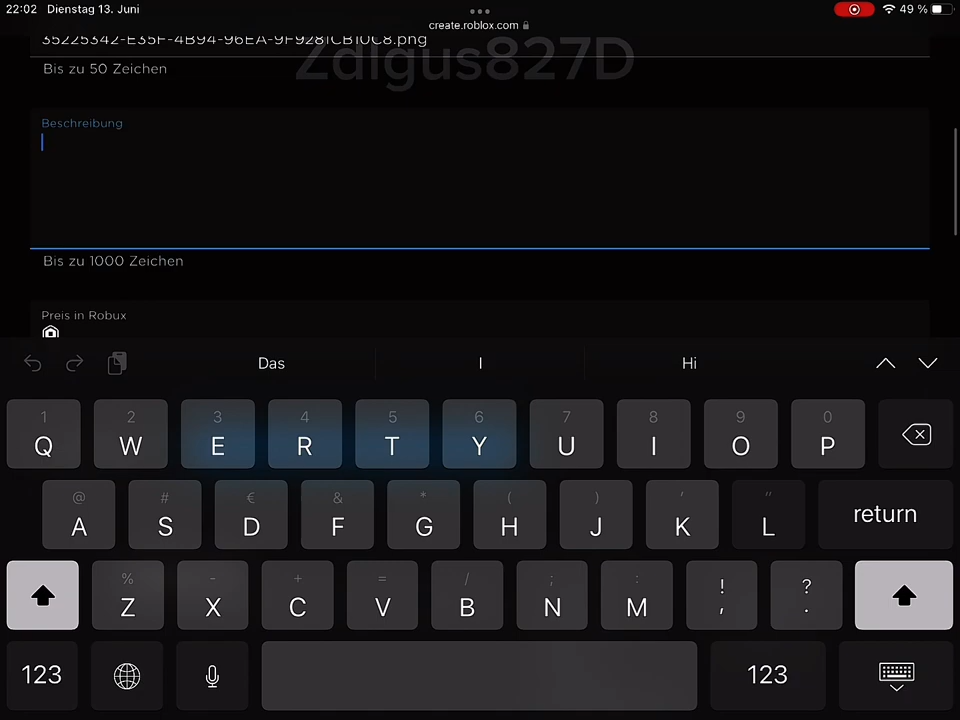 22:02 Dienstag 13. Juni 49 %
create.roblox.com
35225342-E35F-4B94-96EA-9F9281CB10C8.png
Zdlgus827D
Bis zu 50 Zeichen
Beschreibung
Bis zu 1000 Zeichen
Preis in Robux
Das I Hi
1 2 3 4 5 6 7 8 9 0
Q W E R T Y U I O P
@ # € & * ( ) ' "
A S D F G H J K L return
% - + = / ; : ! ?
Z X C V B N M , .
123 123